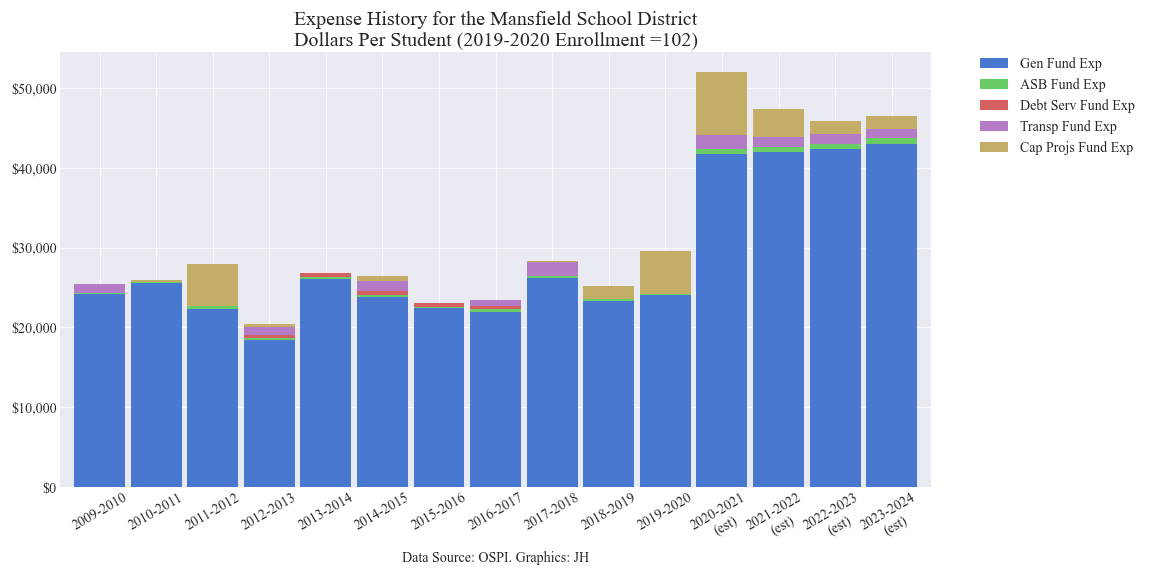 Expense History for the Mansfield School District
Dollars Per Student (2019-2020 Enrollment =102)
$50,000
$40,000
$30,000
$20,000
$10,000
$0
2009-2010
2010-2011
2011-2012
2012-2013
2013-2014
2014-2015
2015-2016
2016-2017
2017-2018
2018-2019
2019-2020
2020-2021
(est)
2021-2022
(est)
2022-2023
(est)
2023-2024
(est)
Gen Fund Exp
ASB Fund Exp
Debt Serv Fund Exp
Transp Fund Exp
Cap Projs Fund Exp
Data Source: OSPI. Graphics: JH